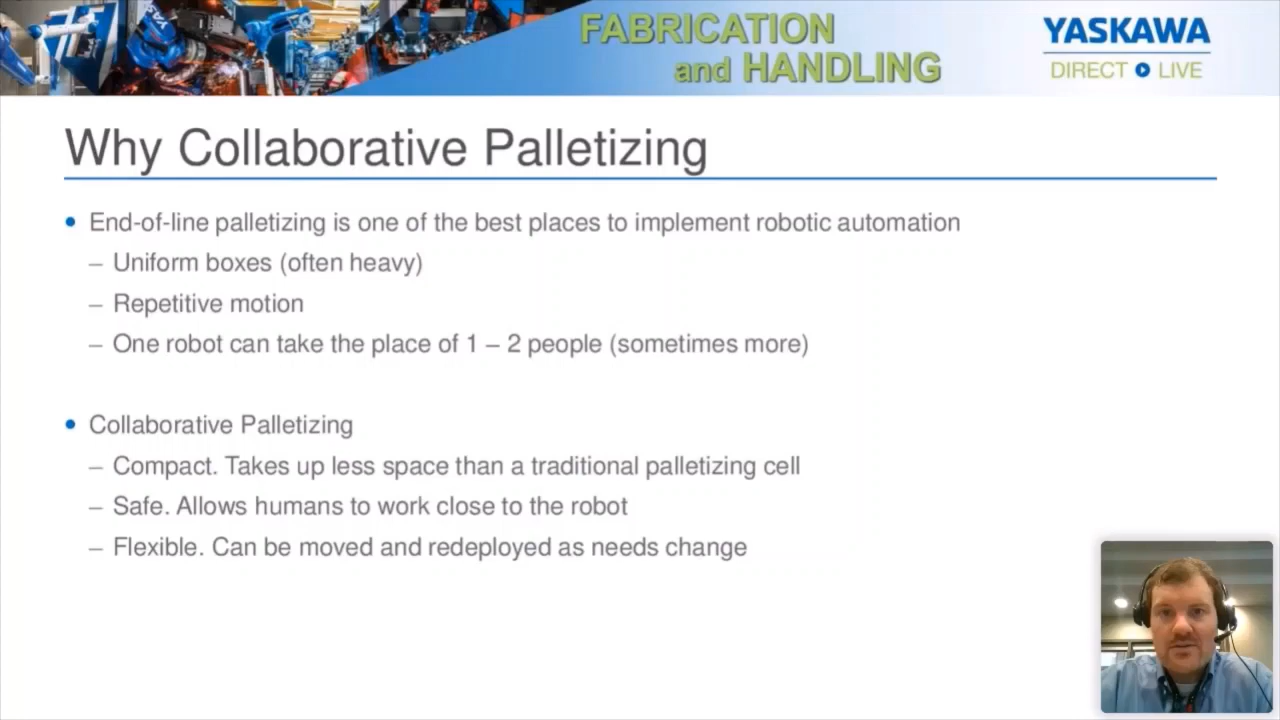 FABRICATION
and HANDLING
YASKAWA
DIRECT LIVE
Why Collaborative Palletizing
• End-of-line palletizing is one of the best places to implement robotic automation
– Uniform boxes (often heavy)
– Repetitive motion
– One robot can take the place of 1 – 2 people (sometimes more)
• Collaborative Palletizing
– Compact. Takes up less space than a traditional palletizing cell
– Safe. Allows humans to work close to the robot
– Flexible. Can be moved and redeployed as needs change